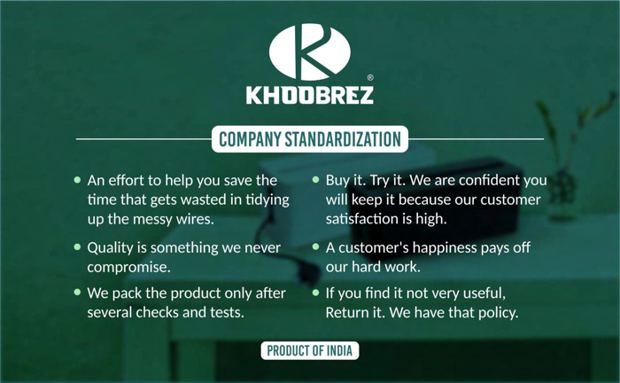 KHOOBREZ
®
COMPANY STANDARDIZATION
• An effort to help you save the
time that gets wasted in tidying
up the messy wires.
• Quality is something we never
compromise.
• We pack the product only after
several checks and tests.
• Buy it. Try it. We are confident you
will keep it because our customer
satisfaction is high.
• A customer's happiness pays off
our hard work.
• If you find it not very useful,
Return it. We have that policy.
PRODUCT OF INDIA